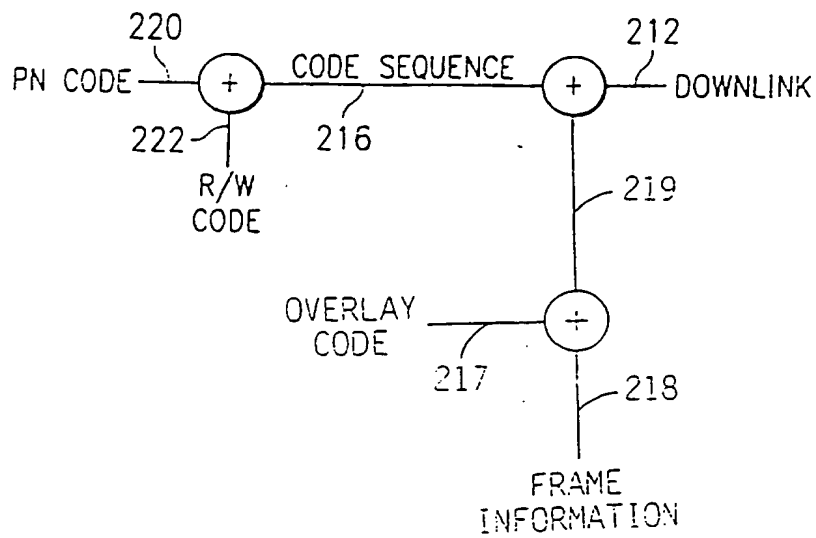 220
212
PN CODE
+
CODE SEQUENCE
+
DOWNLINK
222
216
R/W
CODE
219
OVERLAY
CODE
+
217
218
FRAME
INFORMATION